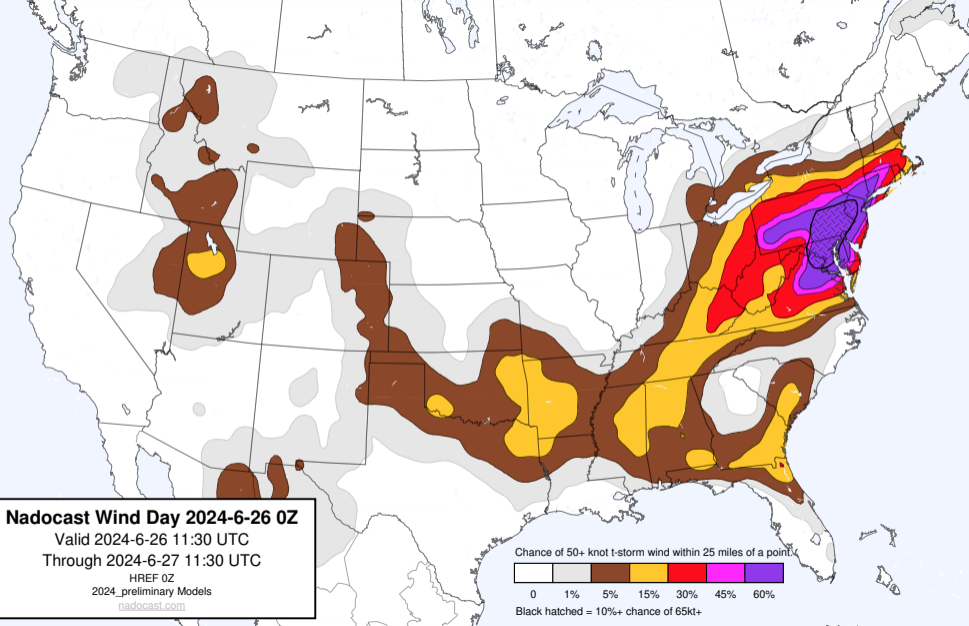 Nadocast Wind Day 2024-6-26 0Z
Valid 2024-6-26 11:30 UTC
Through 2024-6-27 11:30 UTC
HREF 0Z
2024_preliminary Models
nadocast.com
Chance of 50+ knot t-storm wind within 25 miles of a point.
0 1% 5% 15% 30% 45% 60%
Black hatched = 10%+ chance of 65kt+